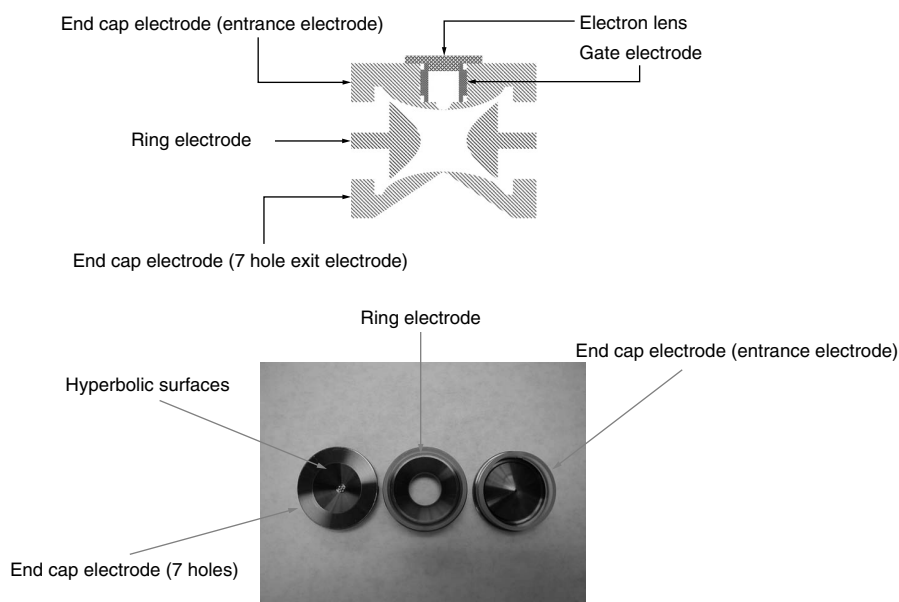 End cap electrode (entrance electrode)
Electron lens
Gate electrode
Ring electrode
End cap electrode (7 hole exit electrode)
Ring electrode
End cap electrode (entrance electrode)
Hyperbolic surfaces
End cap electrode (7 holes)